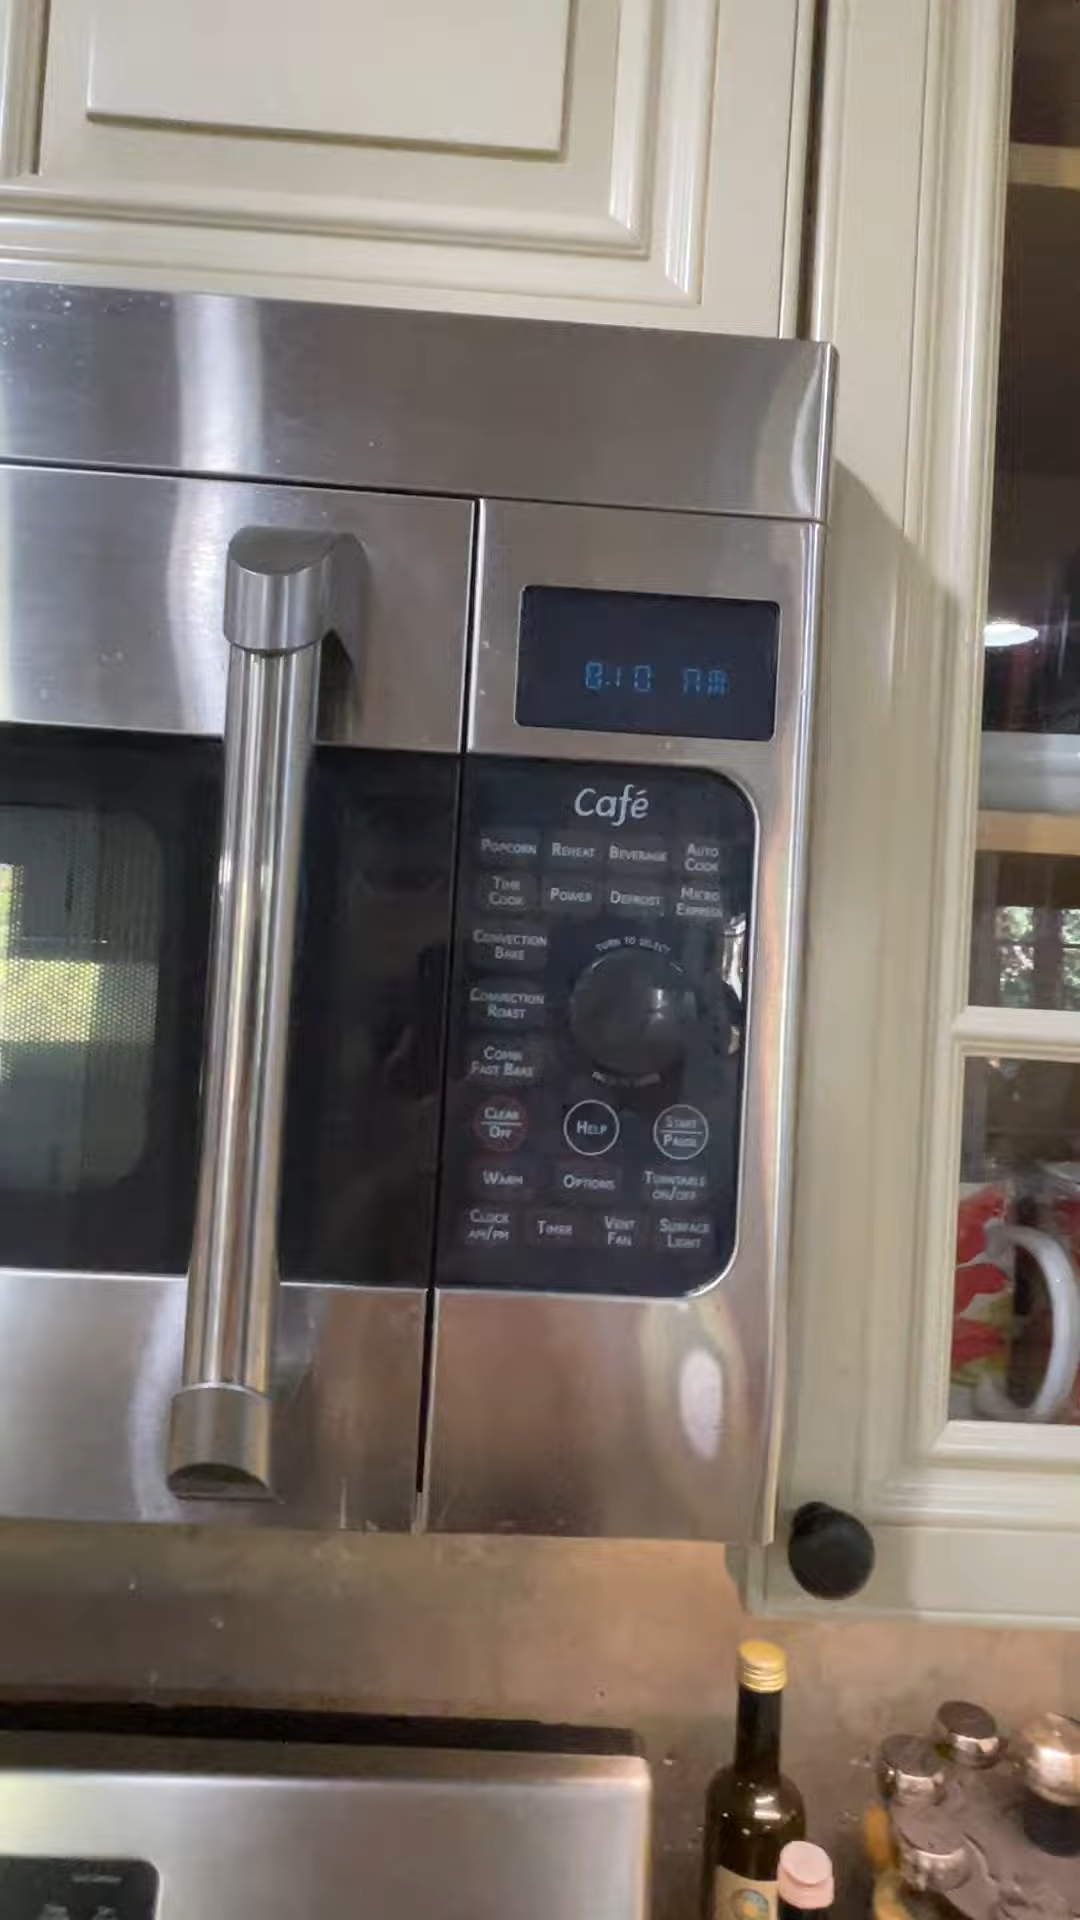 8:10 AM
Café
POPCORN REHEAT BEVERAGE AUTO COOK
TIME COOK POWER DEFROST MICRO EXPRESS
TURN TO SELECT
CONVECTION BAKE
CONVECTION ROAST
COMBI FAST BAKE
CLEAR OFF HELP START PAUSE
WARM OPTIONS TURNTABLE ON/OFF
CLOCK AM/PM TIMER VENT FAN SURFACE LIGHT